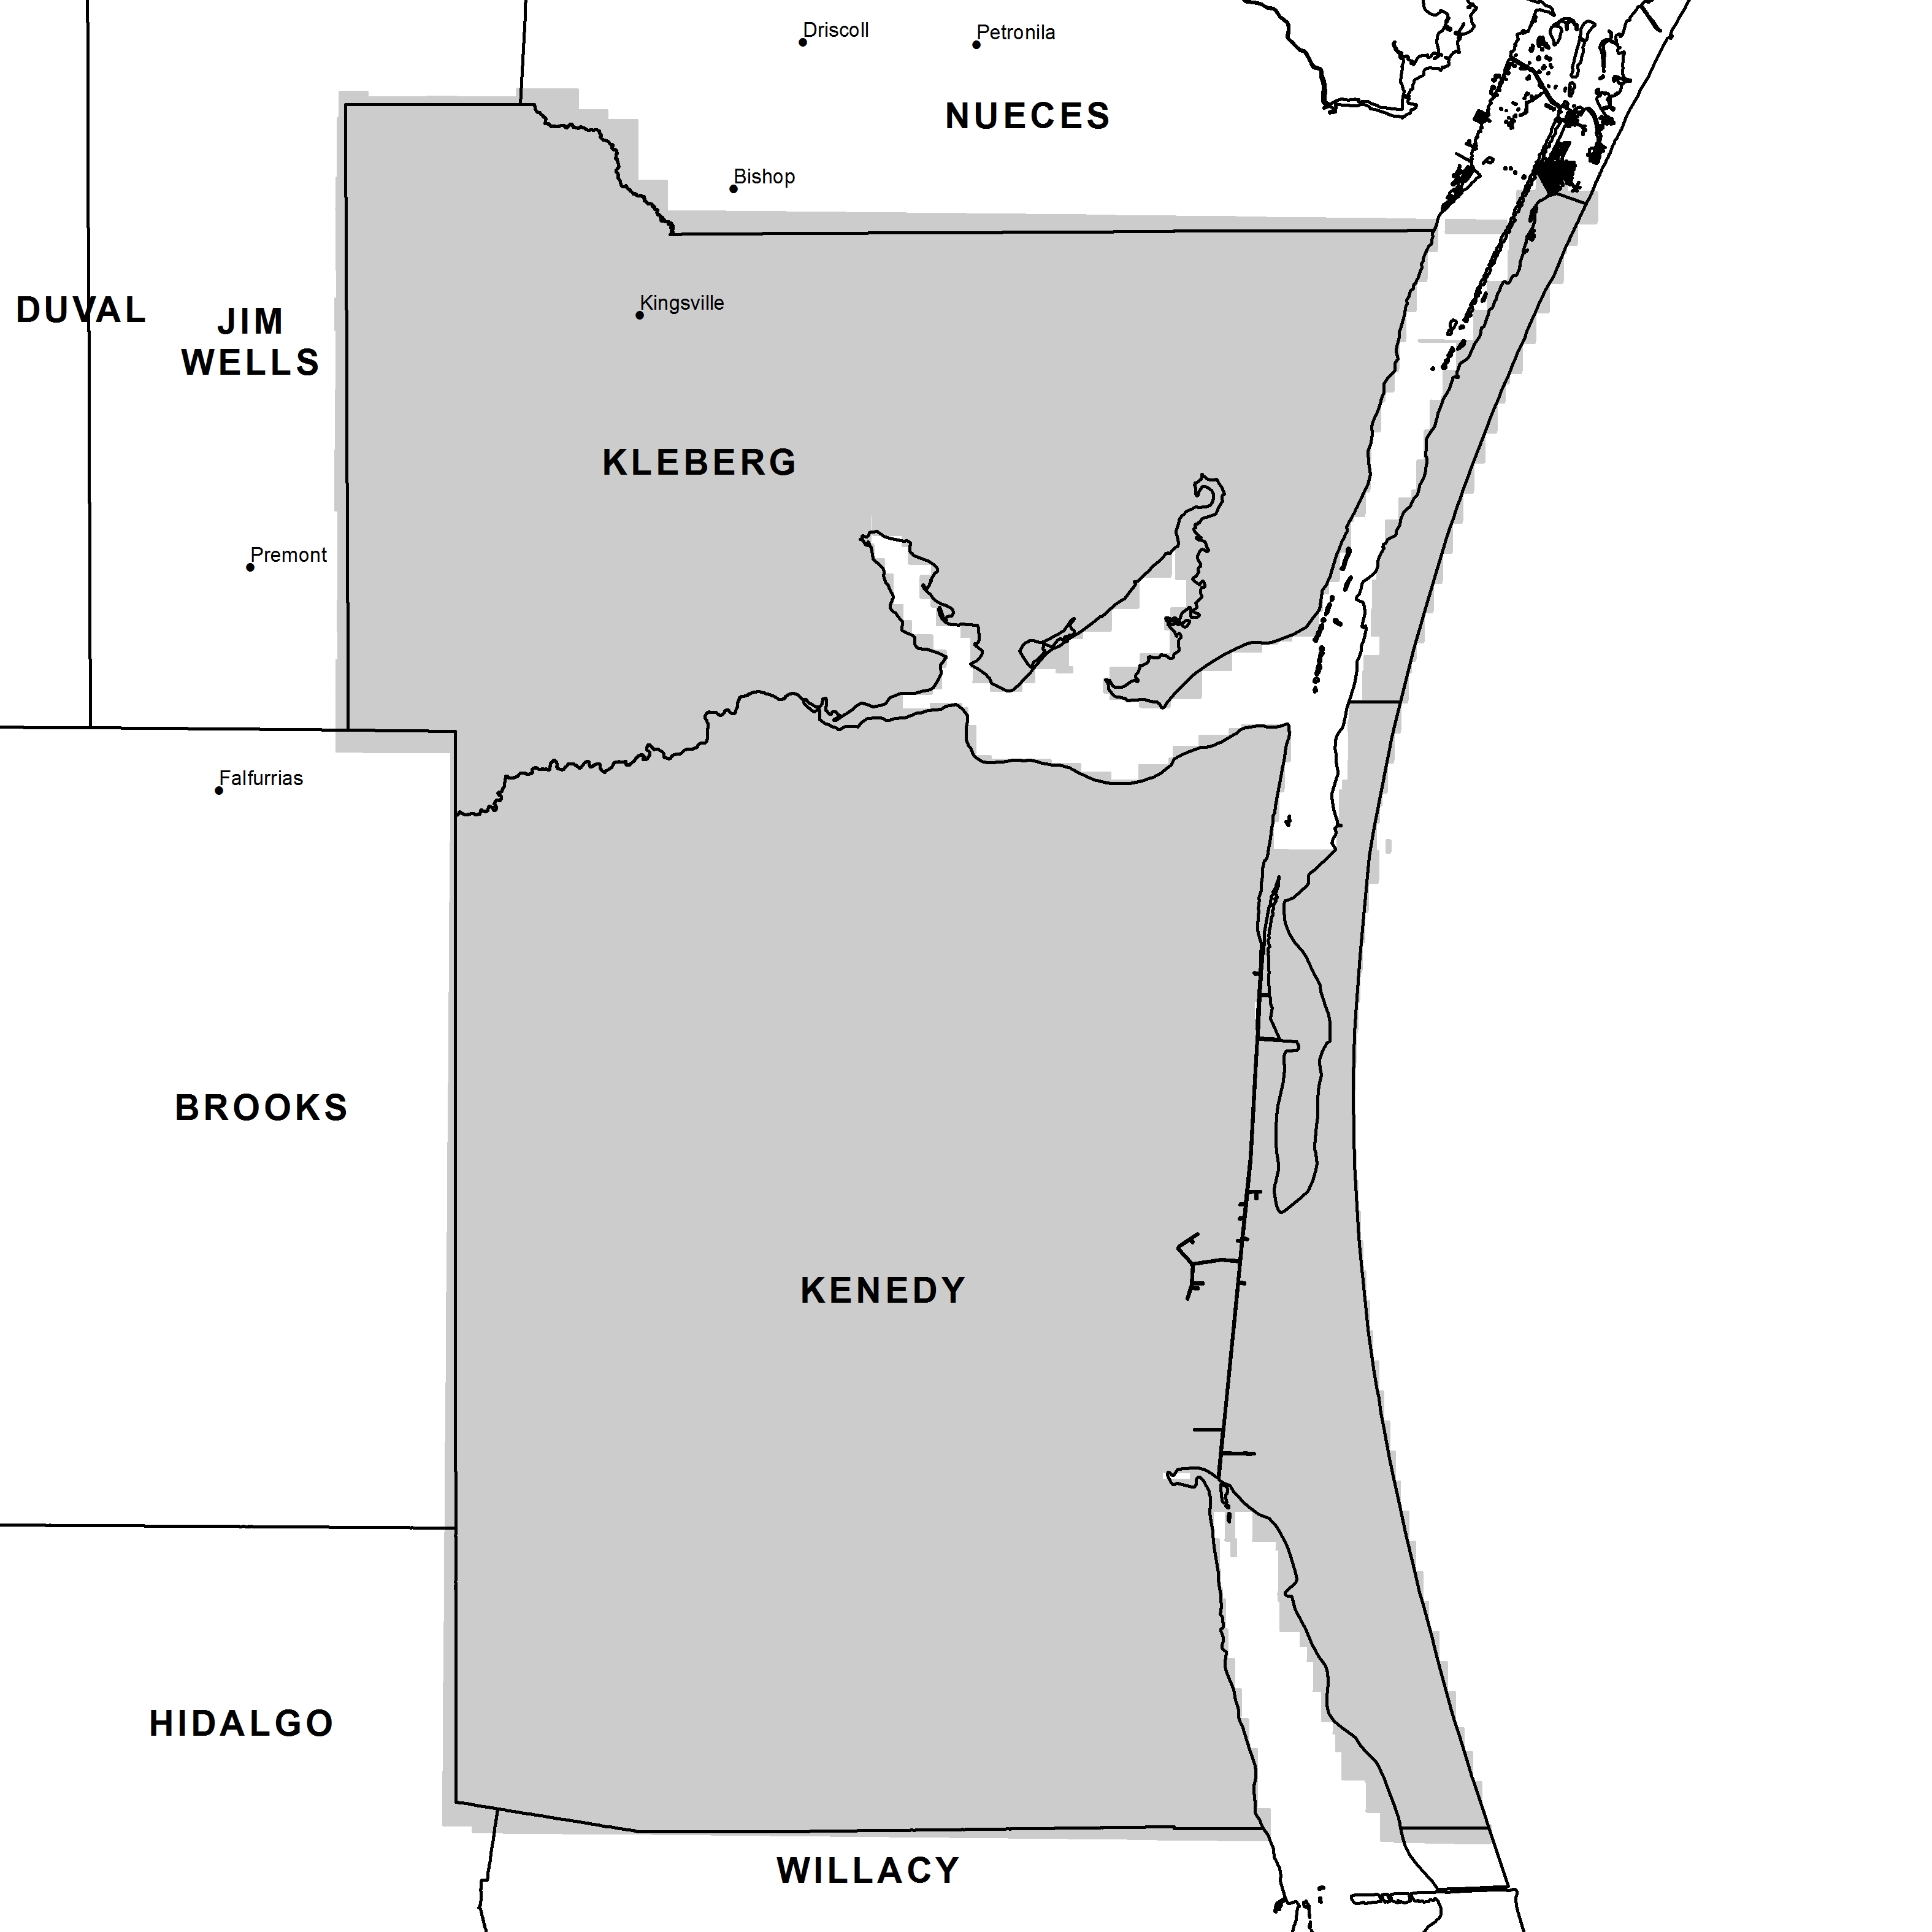 Driscoll
Petronila
NUECES
Bishop
Kingsville
DUVAL
JIM
WELLS
KLEBERG
Premont
Falfurrias
BROOKS
KENEDY
HIDALGO
WILLACY